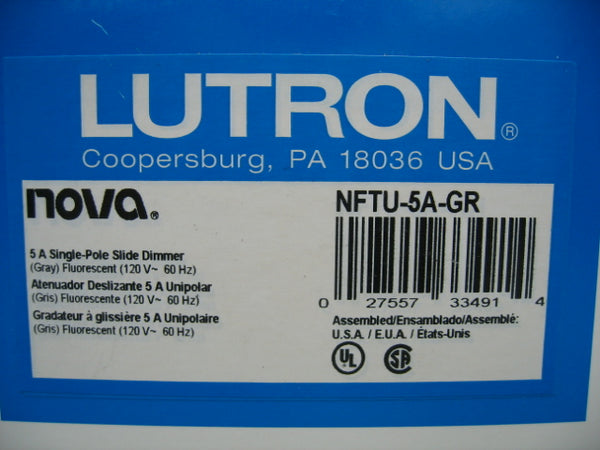 LUTRON®
Coopersburg, PA 18036 USA
nova®
NFTU-5A-GR
5 A Single-Pole Slide Dimmer
(Gray) Fluorescent (120 V~ 60 Hz)
Atenuador Deslizante 5 A Unipolar
(Gris) Fluorescente (120 V~ 60 Hz)
Gradateur à glissière 5 A Unipolaire
(Gris) Fluorescent (120 V~ 60 Hz)
0 27557 33491 4
Assembled/Ensamblado/Assemblé:
U.S.A. / E.U.A. / États-Unis
UL SA